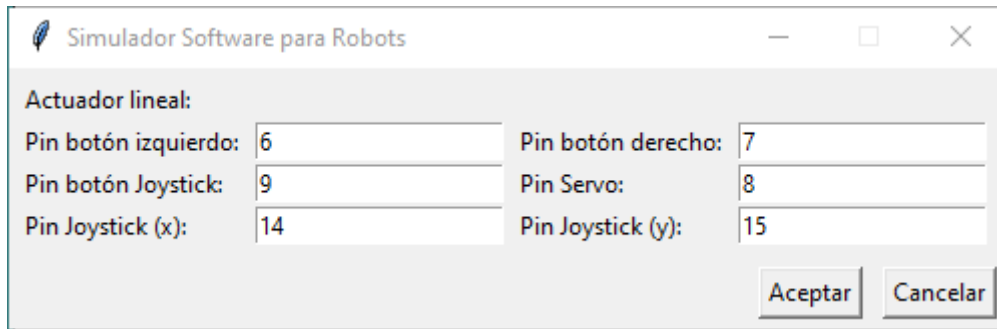 Simulador Software para Robots
Actuador lineal:
Pin botón izquierdo: 6 Pin botón derecho: 7
Pin botón Joystick: 9 Pin Servo: 8
Pin Joystick (x): 14 Pin Joystick (y): 15
Aceptar Cancelar